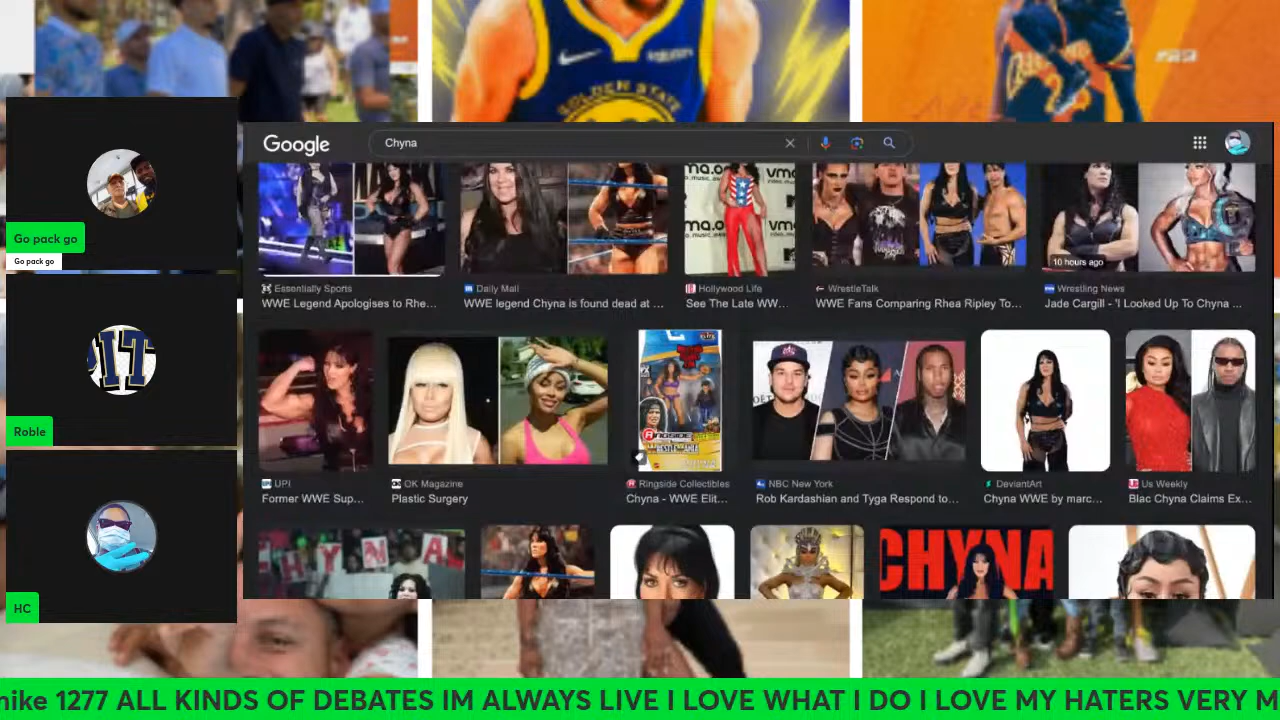 GOLDEN STATE
Google
Chyna
10 hours ago
Essentially Sports
WWE Legend Apologises to Rhe...
Daily Mail
WWE legend Chyna is found dead at ...
Hollywood Life
See The Late WW...
WrestleTalk
WWE Fans Comparing Rhea Ripley To...
Wrestling News
Jade Cargill - 'I Looked Up To Chyna ...
Go pack go
Go pack go
UPI
Former WWE Sup...
OK Magazine
Plastic Surgery
Ringside Collectibles
Chyna - WWE Elit...
NBC New York
Rob Kardashian and Tyga Respond to...
DeviantArt
Chyna WWE by marc...
Us Weekly
Blac Chyna Claims Ex...
Roble
CHYNA
CHYNA
HC
mike 1277 ALL KINDS OF DEBATES IM ALWAYS LIVE I LOVE WHAT I DO I LOVE MY HATERS VERY M